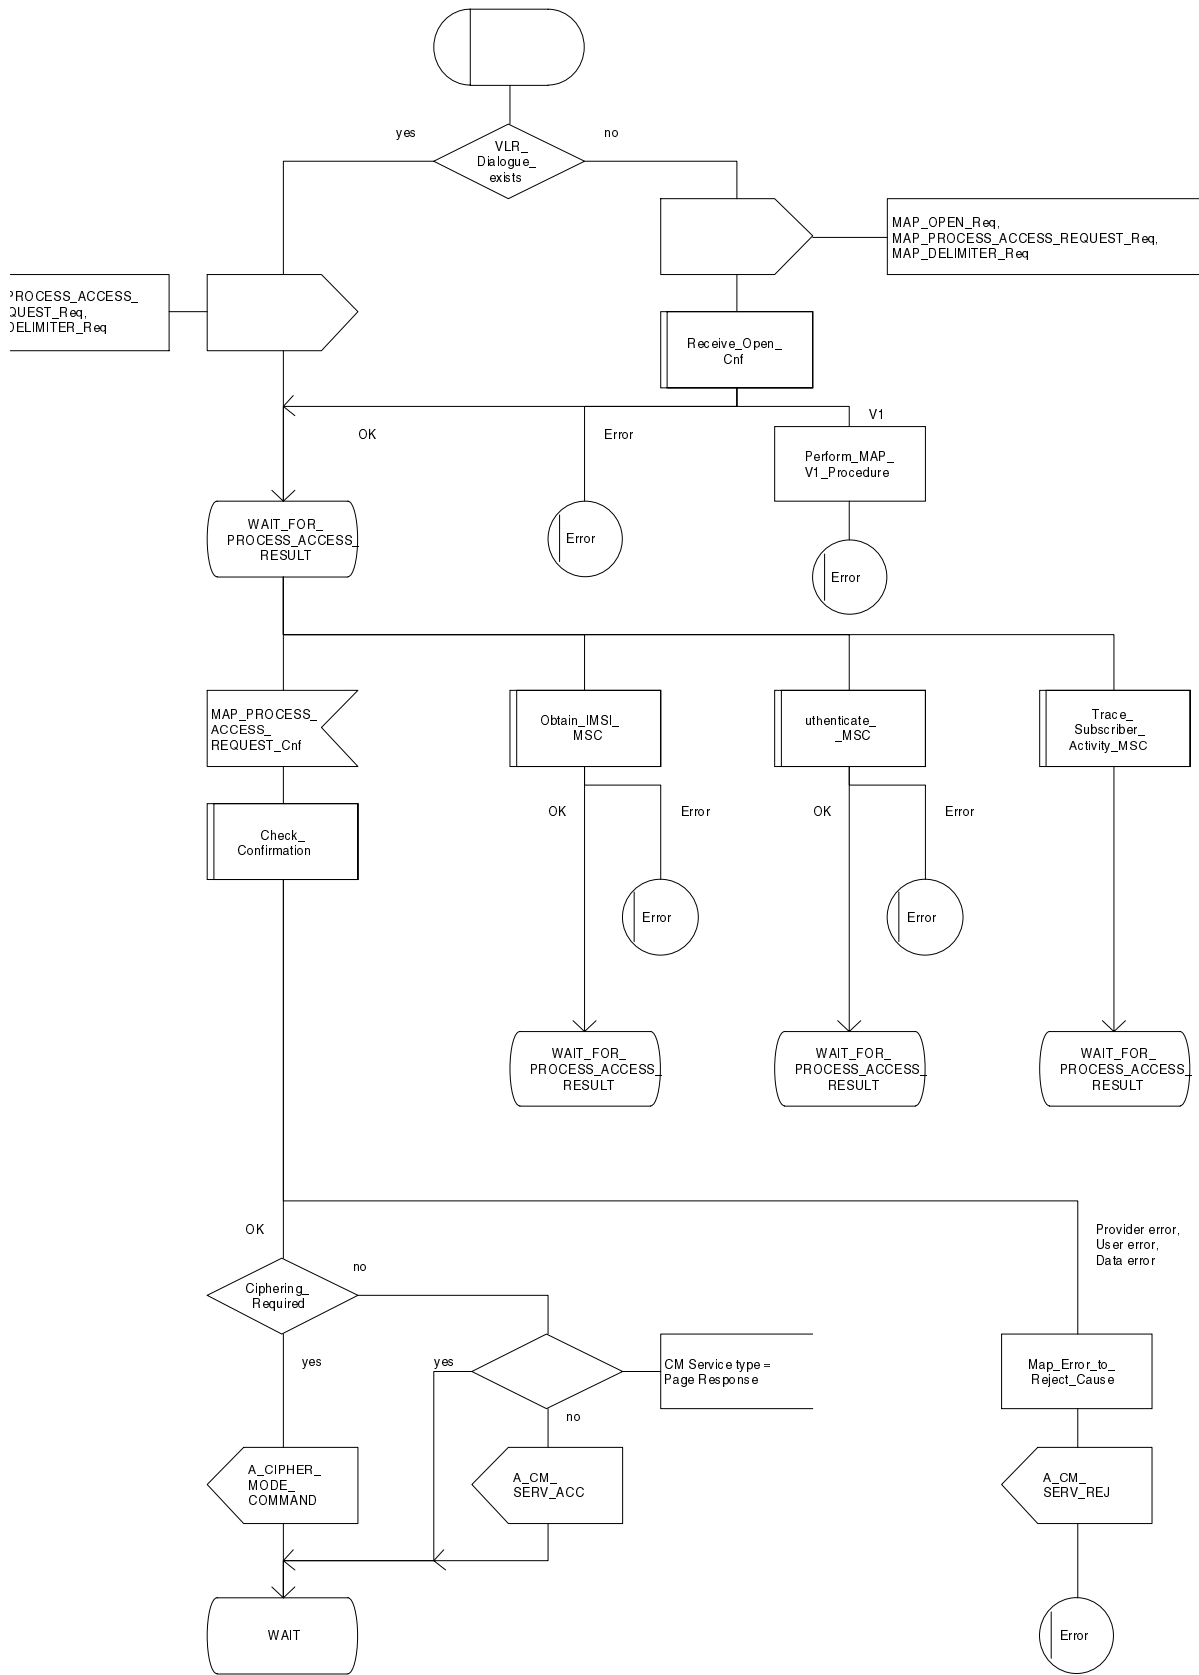 yes
no
VLR_
Dialogue_
exists
MAP_OPEN_Req,
MAP_PROCESS_ACCESS_REQUEST_Req,
MAP_DELIMITER_Req
PROCESS_ACCESS_
QUEST_Req,
DELIMITER_Req
Receive_Open_
Cnf
OK
Error
V1
Perform_MAP_
V1_Procedure
WAIT_FOR_
PROCESS_ACCESS_
RESULT
Error
Error
MAP_PROCESS_
ACCESS_
REQUEST_Cnf
Obtain_IMSI_
MSC
uthenticate_
_MSC
Trace_
Subscriber_
Activity_MSC
OK
Error
OK
Error
Check_
Confirmation
Error
Error
WAIT_FOR_
PROCESS_ACCESS_
RESULT
WAIT_FOR_
PROCESS_ACCESS_
RESULT
WAIT_FOR_
PROCESS_ACCESS_
RESULT
OK
Provider error,
User error,
Data error
Ciphering_
Required
no
yes
yes
CM Service type =
Page Response
Map_Error_to_
Reject_Cause
no
A_CIPHER_
MODE_
COMMAND
A_CM_
SERV_ACC
A_CM_
SERV_REJ
WAIT
Error